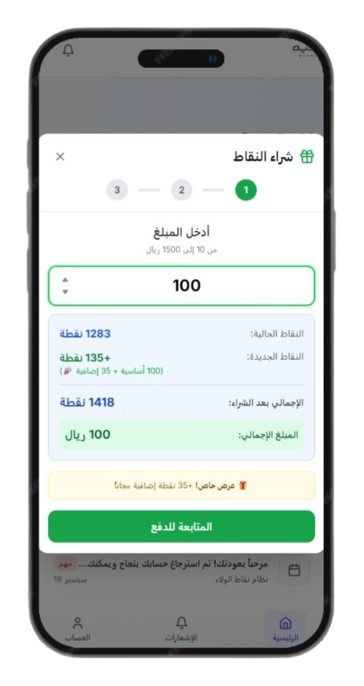 شراء النقاط
1
2
3
أدخل المبلغ
من 10 إلى 1500 ريال
100
النقاط الحالية: 1283 نقطة
النقاط الجديدة: +135 نقطة
(100 أساسية + 35 إضافية 🎉)
الإجمالي بعد الشراء: 1418 نقطة
المبلغ الإجمالي: 100 ريال
🎁 عرض خاص! +35 نقطة إضافية مجاناً
المتابعة للدفع
مرحباً بعودتك! تم استرجاع حسابك بنجاح ويمكنك... مهم
نظام نقاط الولاء سبتمبر 19
الرئيسية الإشعارات الحساب